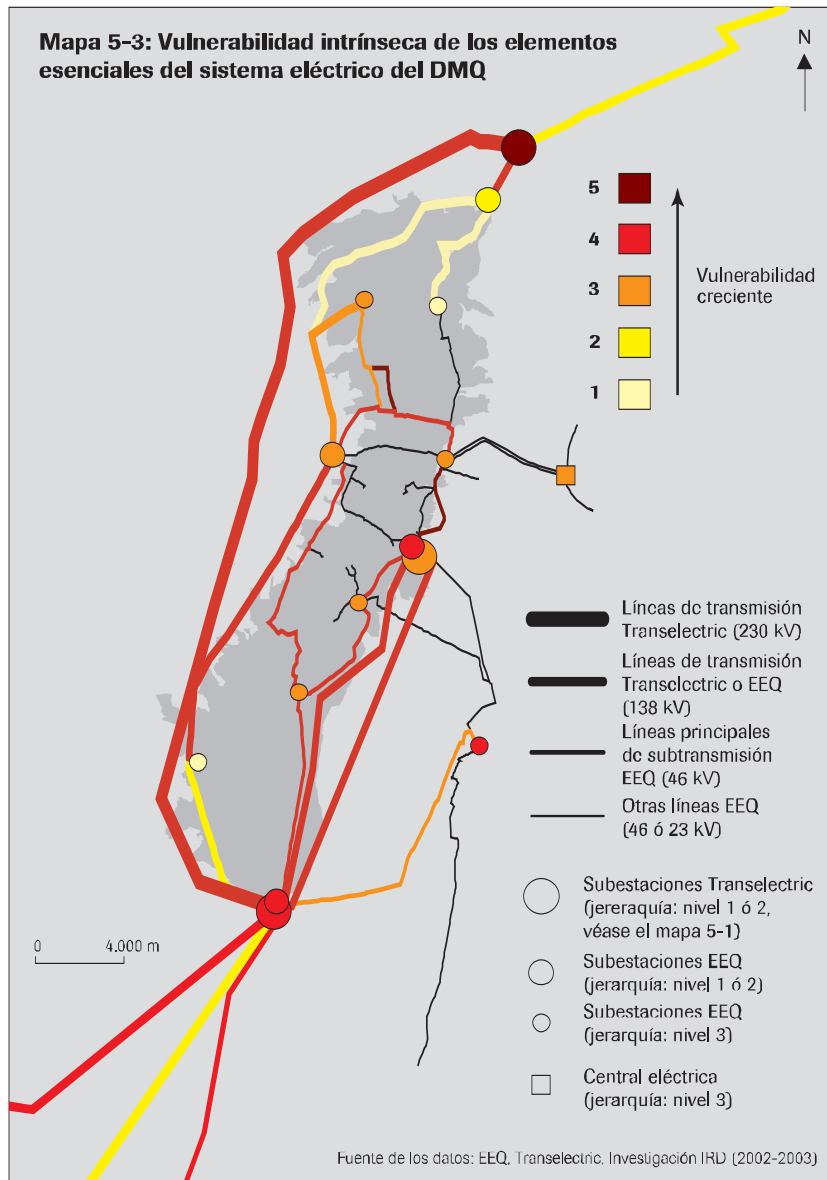 Mapa 5-3: Vulnerabilidad intrínseca de los elementos
esenciales del sistema eléctrico del DMQ
N
5
4
3
2
1
Vulnerabilidad
creciente
Líneas de transmisión
Transelectric (230 kV)
Líneas de transmisión
Transelectric o EEQ
(138 kV)
Líneas principales
de subtransmisión
EEQ (46 kV)
Otras líneas EEQ
(46 ó 23 kV)
Subestaciones Transelectric
(jereraquía: nivel 1 ó 2,
véase el mapa 5-1)
Subestaciones EEQ
(jerarquía: nivel 1 ó 2)
Subestaciones EEQ
(jerarquía: nivel 3)
Central eléctrica
(jerarquía: nivel 3)
0 4.000 m
Fuente de los datos: EEQ, Transelectric, Investigación IRD (2002-2003)